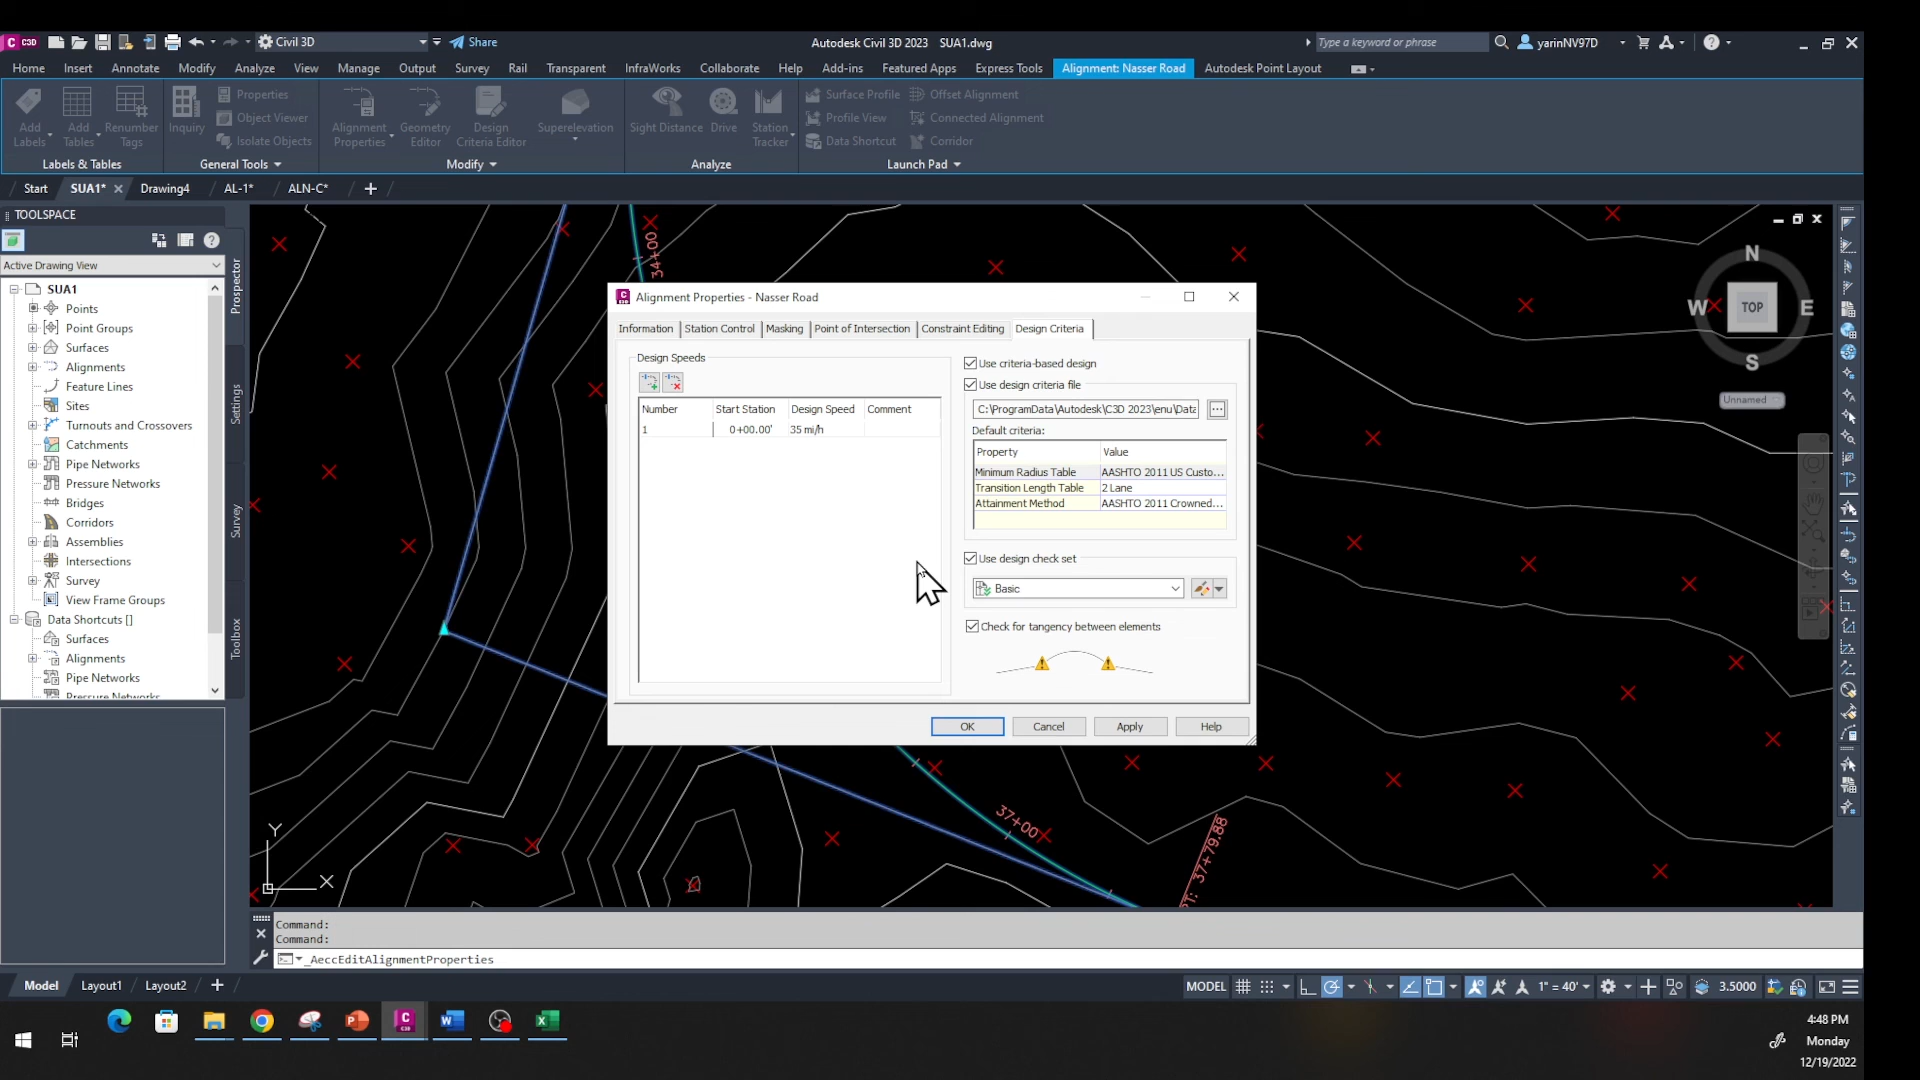 C3D
Civil 3D
Share
Autodesk Civil 3D 2023 SUA1.dwg
Type a keyword or phrase
yarinNV97D
Home Insert Annotate Modify Analyze View Manage Output Survey Rail Transparent InfraWorks Collaborate Help Add-ins Featured Apps Express Tools Alignment: Nasser Road Autodesk Point Layout
Add Labels
Add Tables
Renumber Tags
Inquiry
Properties
Object Viewer
Isolate Objects
Alignment Properties
Geometry Editor
Design Criteria Editor
Superelevation
Sight Distance
Drive
Station Tracker
Surface Profile
Profile View
Data Shortcut
Offset Alignment
Connected Alignment
Corridor
Labels & Tables
General Tools
Modify
Analyze
Launch Pad
Start SUA1* Drawing4 AL-1* ALN-C*
TOOLSPACE
Active Drawing View
SUA1
Points
Point Groups
Surfaces
Alignments
Feature Lines
Sites
Turnouts and Crossovers
Catchments
Pipe Networks
Pressure Networks
Bridges
Corridors
Assemblies
Intersections
Survey
View Frame Groups
Data Shortcuts []
Surfaces
Alignments
Pipe Networks
Pressure Networks
Prospector
Settings
Survey
Toolbox
34+00
37+00
PT: 37+79.88
N
W
TOP
E
S
Unnamed
Alignment Properties - Nasser Road
Information Station Control Masking Point of Intersection Constraint Editing Design Criteria
Design Speeds
Number Start Station Design Speed Comment
1 0+00.00' 35 mi/h
Use criteria-based design
Use design criteria file
C:\ProgramData\Autodesk\C3D 2023\enu\Data
...
Default criteria:
Property Value
Minimum Radius Table AASHTO 2011 US Custo...
Transition Length Table 2 Lane
Attainment Method AASHTO 2011 Crowned...
Use design check set
Basic
Check for tangency between elements
OK Cancel Apply Help
Y
X
Command:
Command:
_AeccEditAlignmentProperties
Model Layout1 Layout2
MODEL
1" = 40'
3.5000
4:48 PM
Monday
12/19/2022